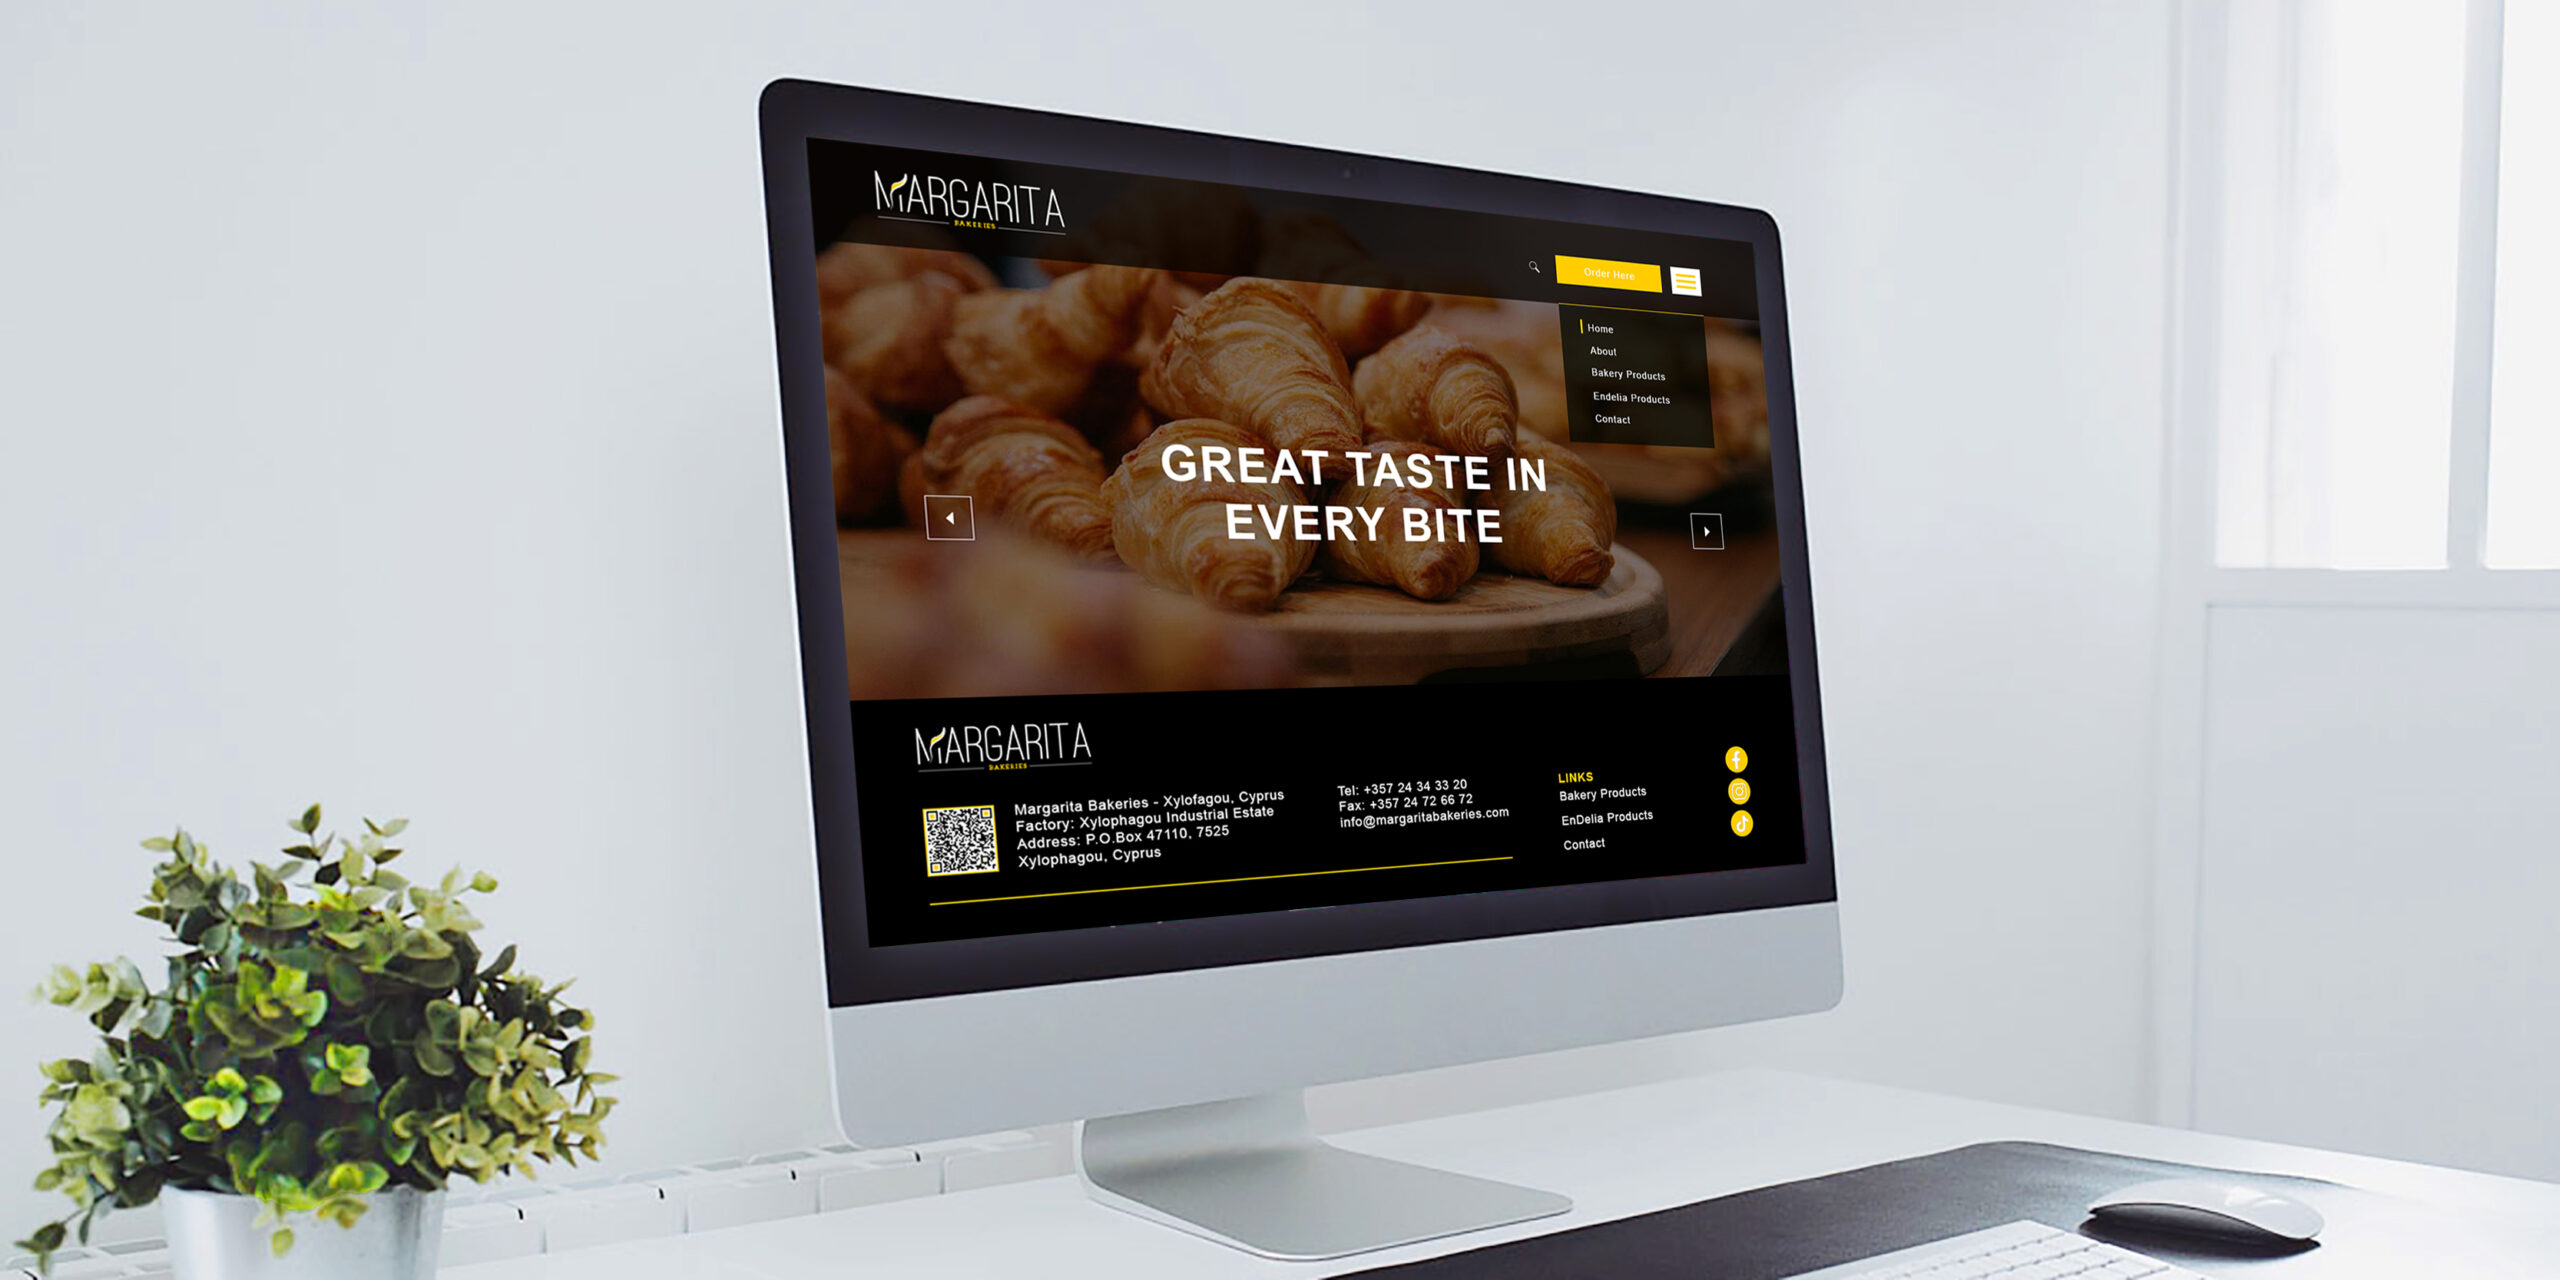 MARGARITA
BAKERIES
Order Here
Home
About
Bakery Products
Endelia Products
Contact
GREAT TASTE IN
EVERY BITE
MARGARITA
BAKERIES
Margarita Bakeries - Xylofagou, Cyprus
Factory: Xylophagou Industrial Estate
Address: P.O.Box 47110, 7525
Xylophagou, Cyprus
Tel: +357 24 34 33 20
Fax: +357 24 72 66 72
info@margaritabakeries.com
LINKS
Bakery Products
EnDelia Products
Contact